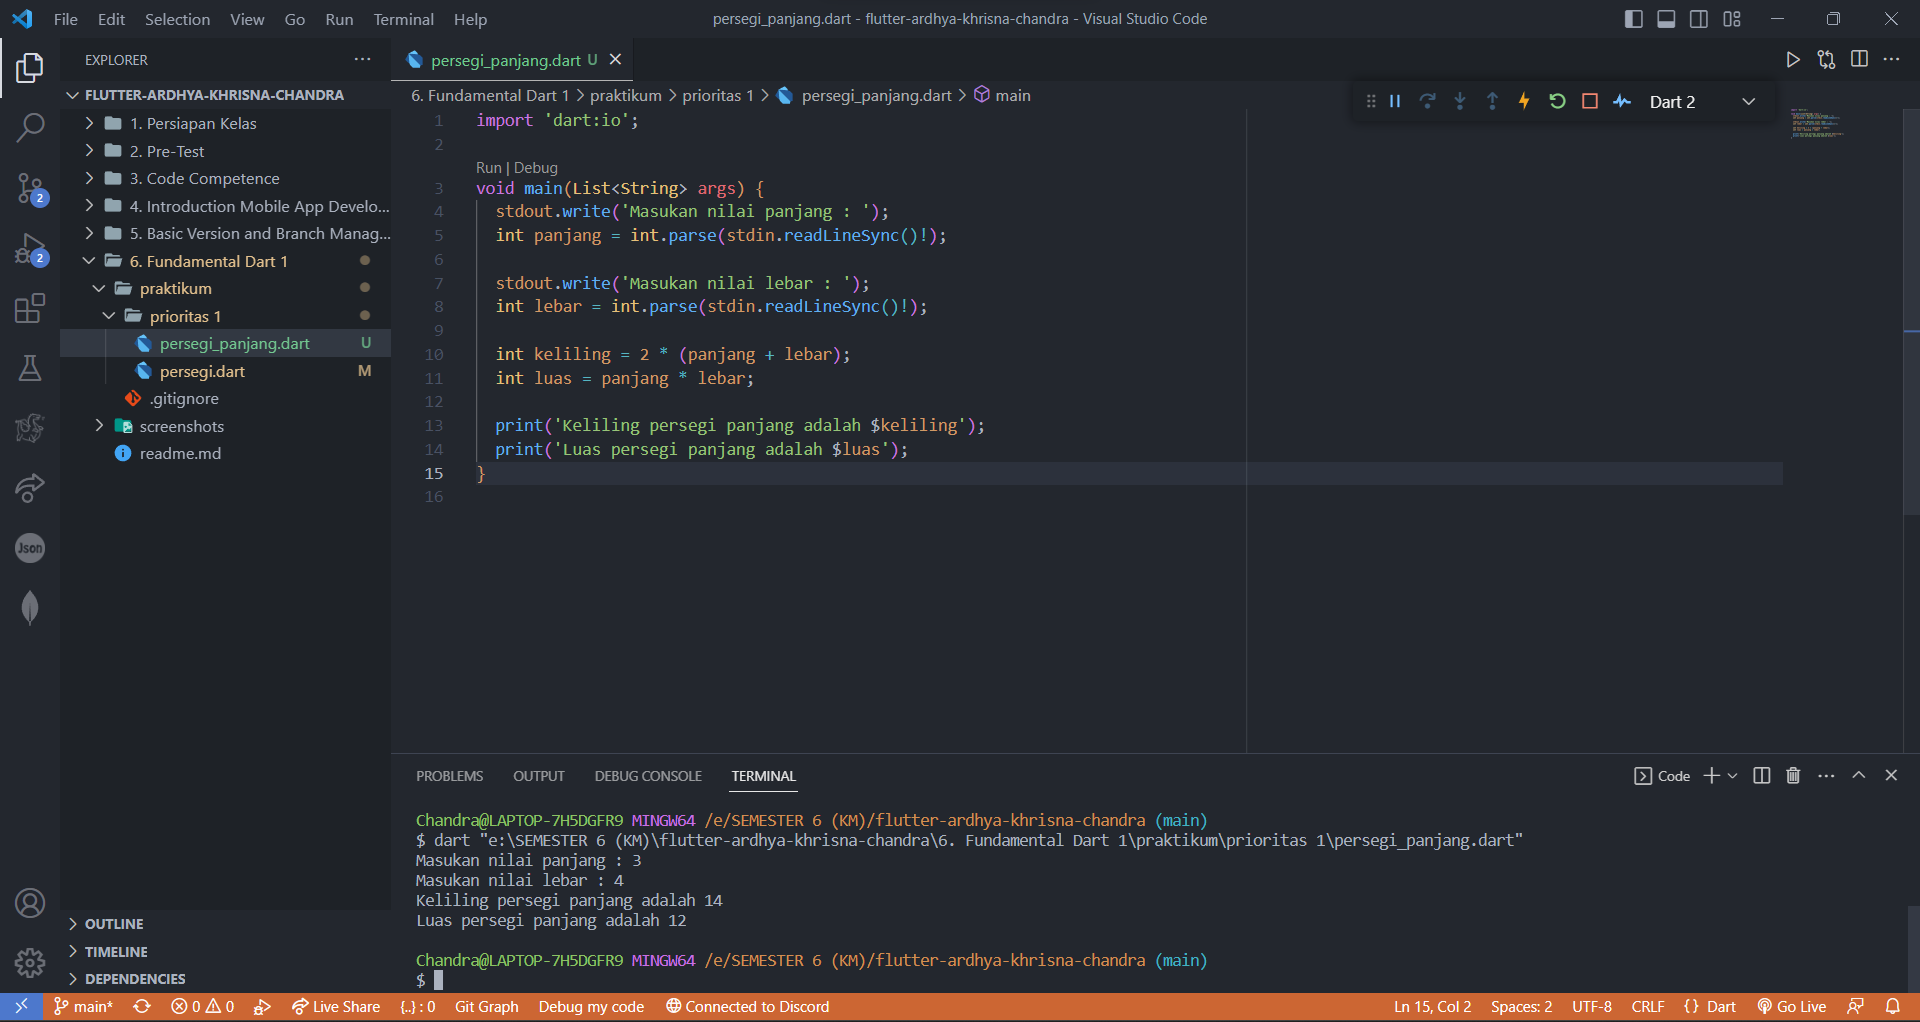 File Edit Selection View Go Run Terminal Help persegi_panjang.dart - flutter-ardhya-khrisna-chandra - Visual Studio Code
EXPLORER
FLUTTER-ARDHYA-KHRISNA-CHANDRA
1. Persiapan Kelas
2. Pre-Test
3. Code Competence
4. Introduction Mobile App Develo...
5. Basic Version and Branch Manag...
6. Fundamental Dart 1
praktikum
prioritas 1
persegi_panjang.dart U
persegi.dart M
.gitignore
screenshots
readme.md
OUTLINE
TIMELINE
DEPENDENCIES
2
2
Json
persegi_panjang.dart U
6. Fundamental Dart 1 > praktikum > prioritas 1 > persegi_panjang.dart > main
Dart 2
1 import 'dart:io';
2
Run | Debug
3 void main(List<String> args) {
4 stdout.write('Masukan nilai panjang : ');
5 int panjang = int.parse(stdin.readLineSync()!);
6
7 stdout.write('Masukan nilai lebar : ');
8 int lebar = int.parse(stdin.readLineSync()!);
9
10 int keliling = 2 * (panjang + lebar);
11 int luas = panjang * lebar;
12
13 print('Keliling persegi panjang adalah $keliling');
14 print('Luas persegi panjang adalah $luas');
15 }
16
PROBLEMS OUTPUT DEBUG CONSOLE TERMINAL Code
Chandra@LAPTOP-7H5DGFR9 MINGW64 /e/SEMESTER 6 (KM)/flutter-ardhya-khrisna-chandra (main)
$ dart "e:\SEMESTER 6 (KM)\flutter-ardhya-khrisna-chandra\6. Fundamental Dart 1\praktikum\prioritas 1\persegi_panjang.dart"
Masukan nilai panjang : 3
Masukan nilai lebar : 4
Keliling persegi panjang adalah 14
Luas persegi panjang adalah 12
Chandra@LAPTOP-7H5DGFR9 MINGW64 /e/SEMESTER 6 (KM)/flutter-ardhya-khrisna-chandra (main)
$
main* 0 0 Live Share {..} : 0 Git Graph Debug my code Connected to Discord Ln 15, Col 2 Spaces: 2 UTF-8 CRLF {} Dart Go Live